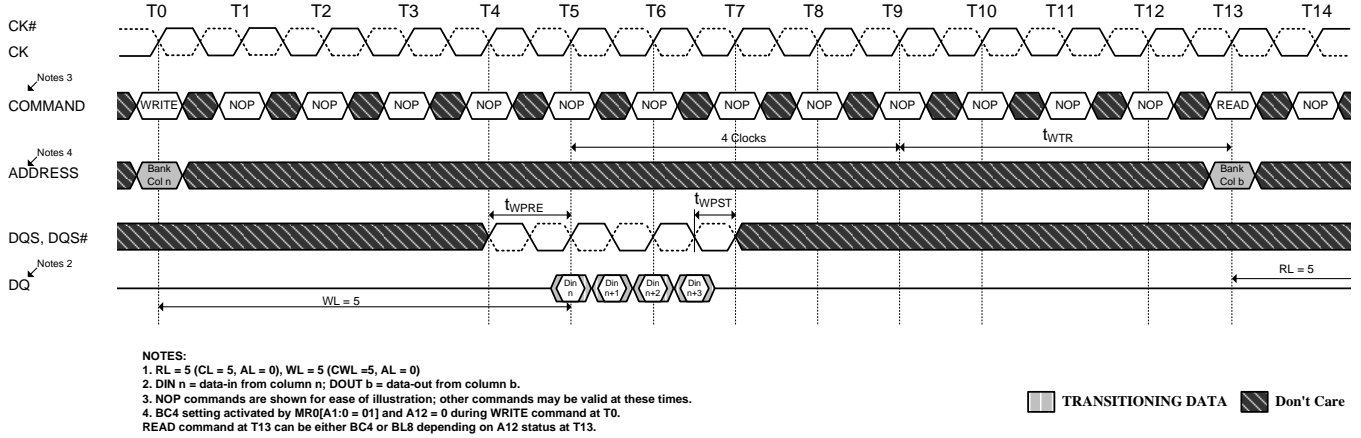 T0 T1 T2 T3 T4 T5 T6 T7 T8 T9 T10 T11 T12 T13 T14
CK#
CK
Notes 3
COMMAND WRITE NOP NOP NOP NOP NOP NOP NOP NOP NOP NOP NOP NOP READ NOP
4 Clocks tWTR
Notes 4
ADDRESS
Bank Bank
Col n Col b
tWPRE tWPST
DQS, DQS#
Notes 2
RL = 5
DQ
Din Din Din Din
n n+1 n+2 n+3
WL = 5
NOTES:
1. RL = 5 (CL = 5, AL = 0), WL = 5 (CWL =5, AL = 0)
2. DIN n = data-in from column n; DOUT b = data-out from column b.
3. NOP commands are shown for ease of illustration; other commands may be valid at these times.
4. BC4 setting activated by MR0[A1:0 = 01] and A12 = 0 during WRITE command at T0.
READ command at T13 can be either BC4 or BL8 depending on A12 status at T13.
TRANSITIONING DATA Don't Care